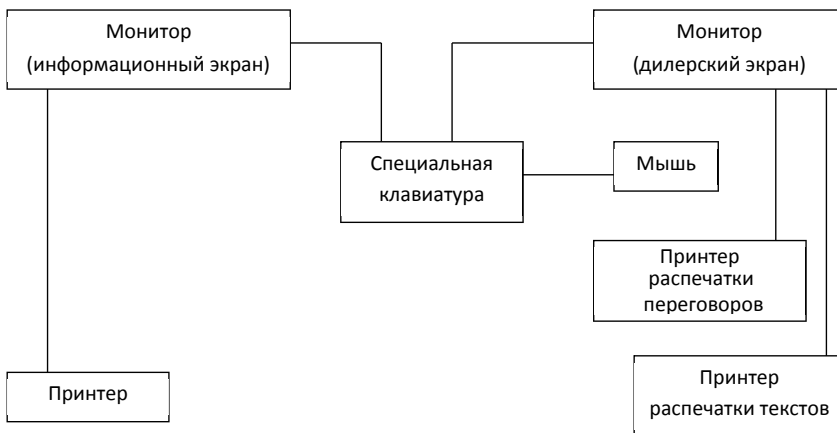 Монитор
(информационный экран)
Монитор
(дилерский экран)
Специальная
клавиатура
Мышь
Принтер
распечатки
переговоров
Принтер
Принтер
распечатки текстов